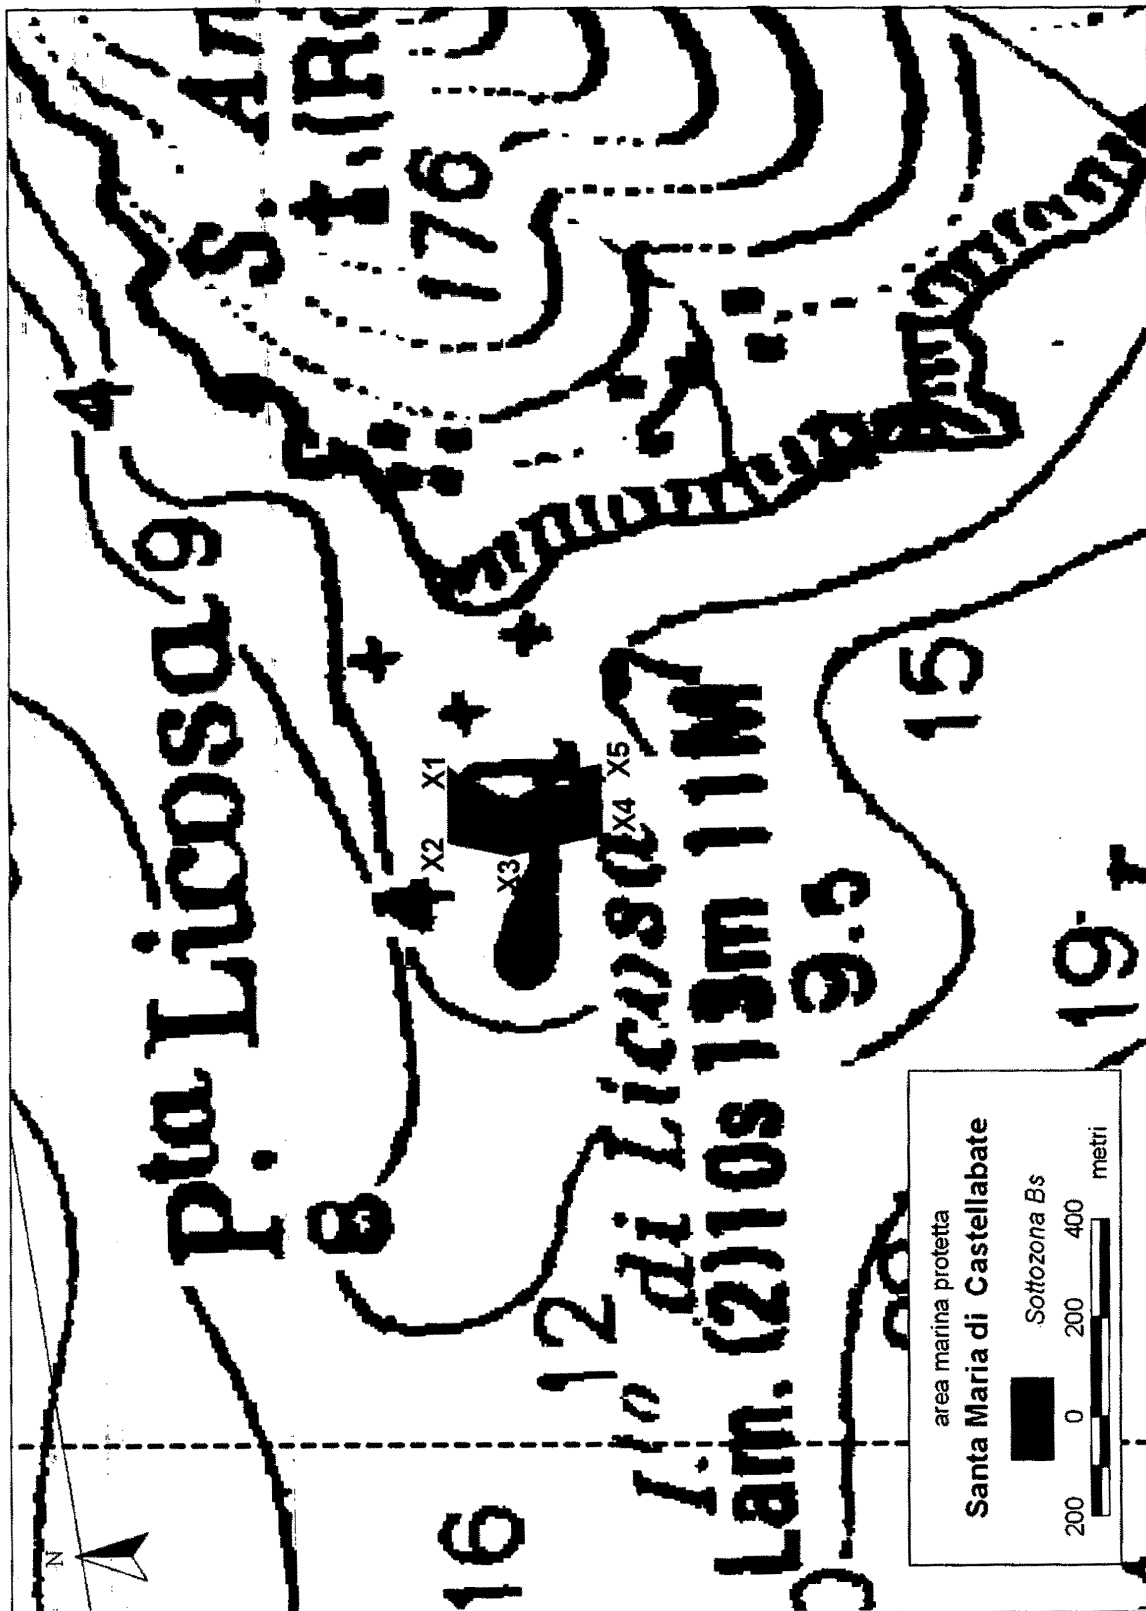 S. A
t. (R
176
4
9
Pta Licosa
X1
X2
X3
X4
X5
4
7
8
I. di Licosa
Lam. (2) 10s 13m 11M
9.5
12
15
16
19
r
N
area marina protetta
Santa Maria di Castellabate
Sottozona Bs
200 0 200 400
metri